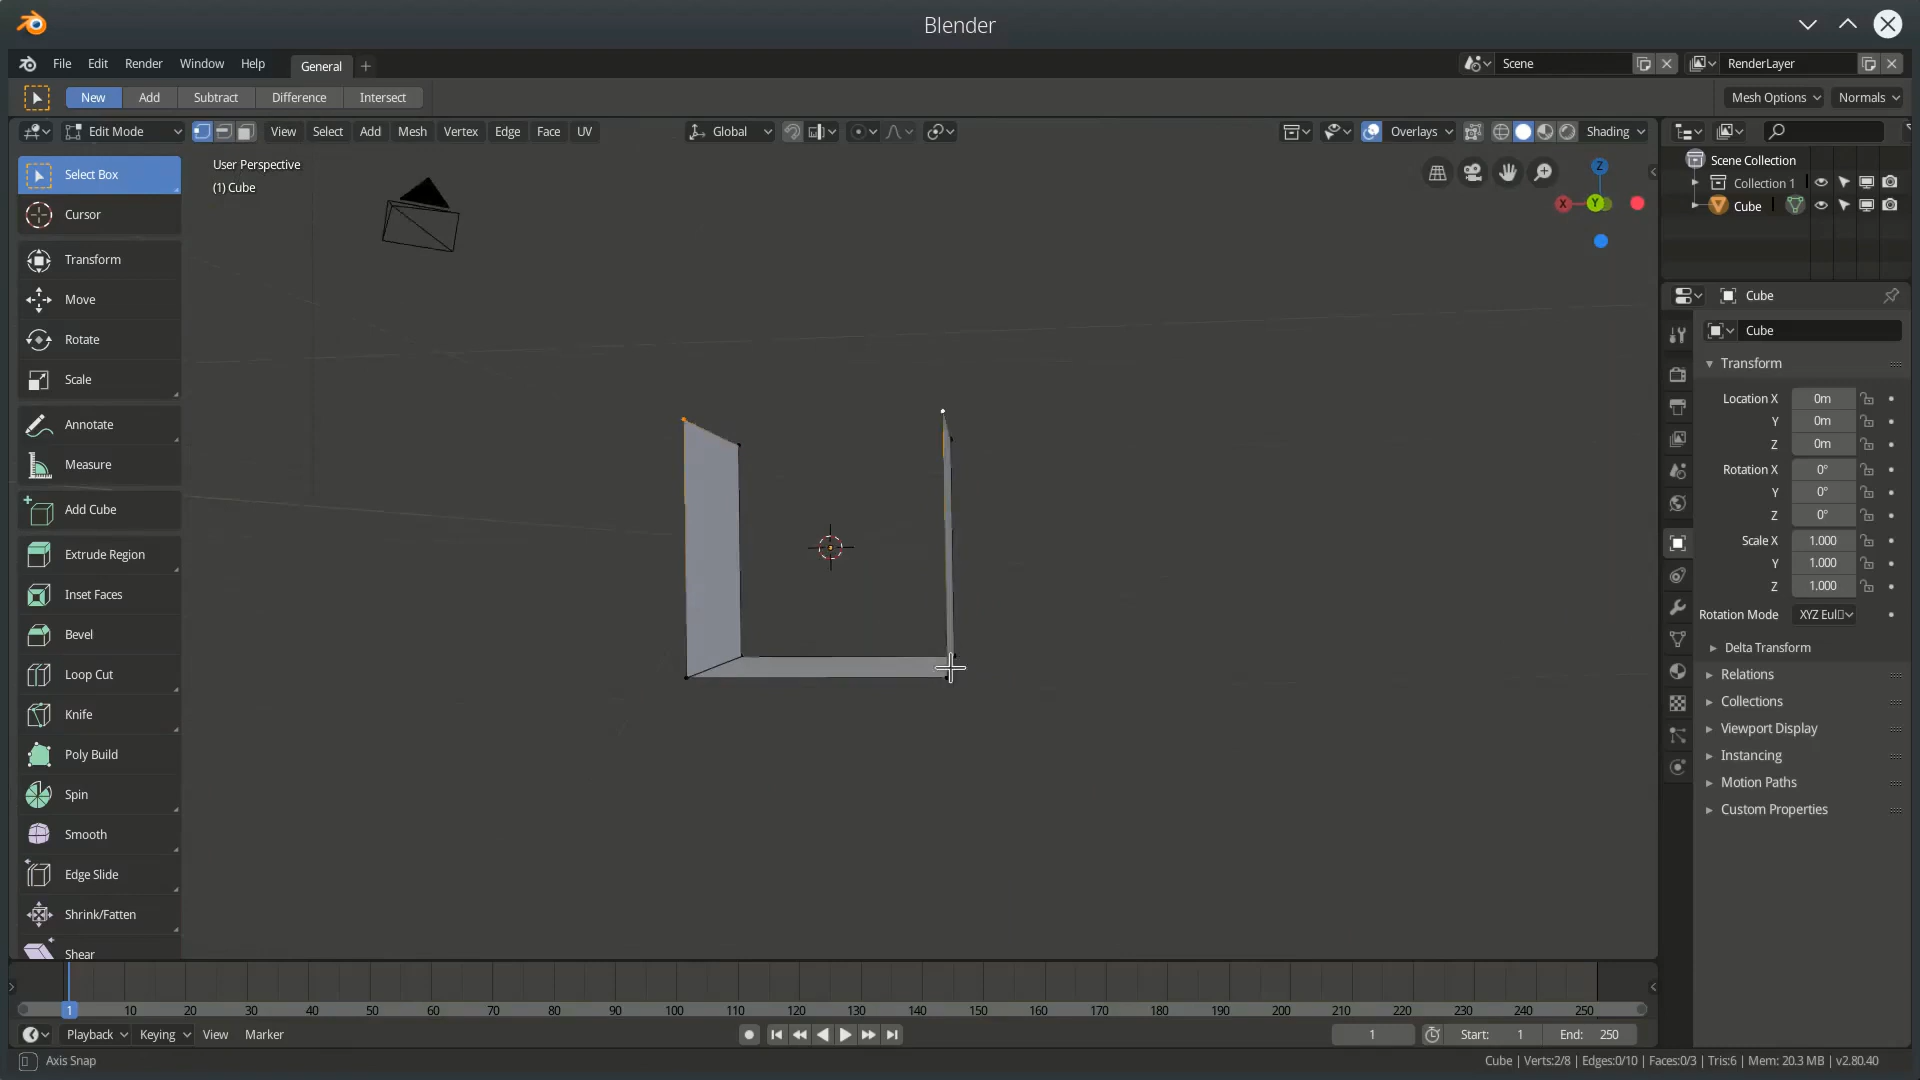 Blender
File Edit Render Window Help General +
Scene RenderLayer
New Add Subtract Difference Intersect Mesh Options Normals
Edit Mode View Select Add Mesh Vertex Edge Face UV Global Overlays Shading
User Perspective
(1) Cube
Z
X Y
Select Box
Cursor
Transform
Move
Rotate
Scale
Annotate
Measure
Add Cube
Extrude Region
Inset Faces
Bevel
Loop Cut
Knife
Poly Build
Spin
Smooth
Edge Slide
Shrink/Fatten
Shear
Scene Collection
Collection 1
Cube
Cube
Cube
Transform
Location X 0m
Y 0m
Z 0m
Rotation X 0°
Y 0°
Z 0°
Scale X 1.000
Y 1.000
Z 1.000
Rotation Mode XYZ Eul
Delta Transform
Relations
Collections
Viewport Display
Instancing
Motion Paths
Custom Properties
1 10 20 30 40 50 60 70 80 90 100 110 120 130 140 150 160 170 180 190 200 210 220 230 240 250
Playback Keying View Marker 1 Start: 1 End: 250
Axis Snap Cube | Verts:2/8 | Edges:0/10 | Faces:0/3 | Tris:6 | Mem: 20.3 MB | v2.80.40